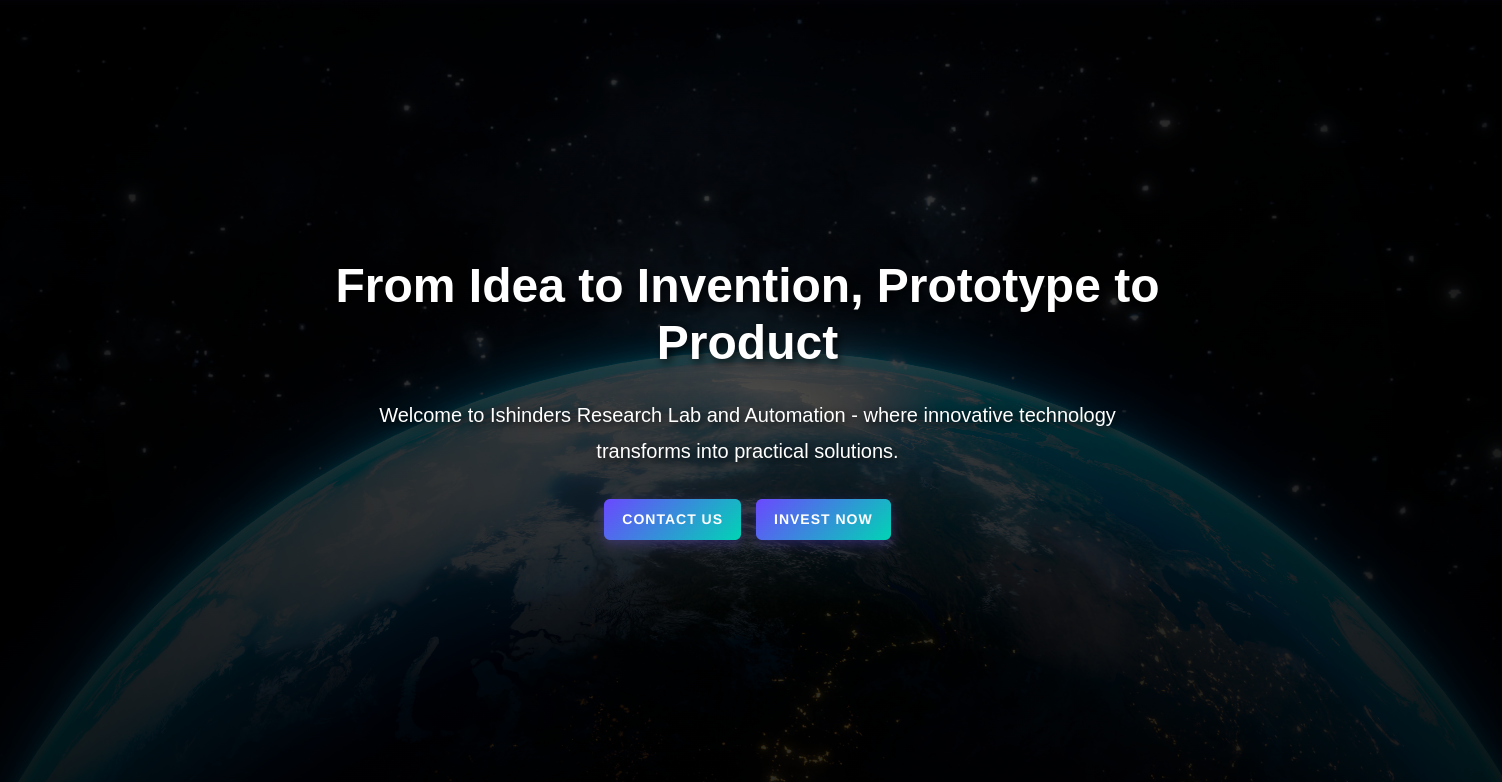 From Idea to Invention, Prototype to
Product
Welcome to Ishinders Research Lab and Automation - where innovative technology
transforms into practical solutions.
CONTACT US
INVEST NOW